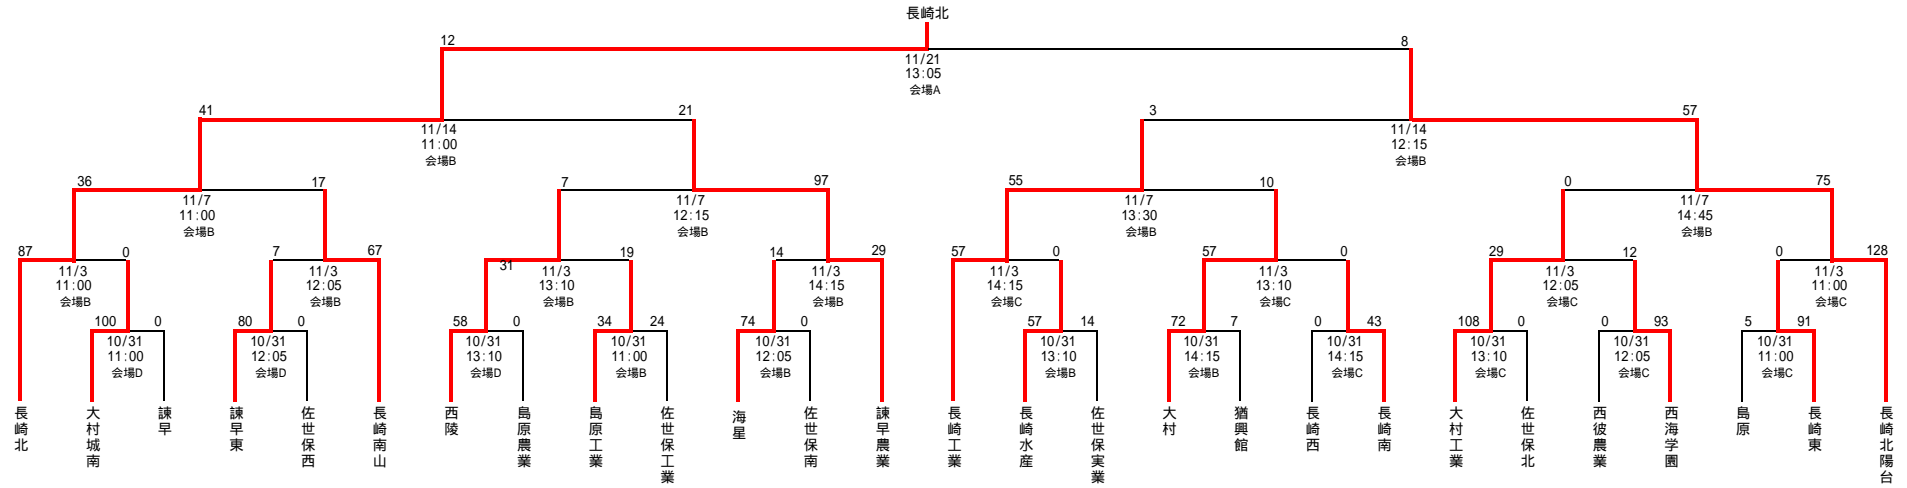 長崎北
12 8
11/21
13:05
会場A
41 21 3 57
11/14 11/14
11:00 12:15
会場B 会場B
36 17 7 97 55 10 0 75
11/7 11/7 11/7 11/7
11:00 12:15 13:30 14:45
会場B 会場B 会場B 会場B
87 0 7 67 31 19 14 29 57 0 57 0 29 12 0 128
11/3 11/3 11/3 11/3 11/3 11/3 11/3 11/3
11:00 12:05 13:10 14:15 14:15 13:10 12:05 11:00
会場B 会場B 会場B 会場B 会場C 会場C 会場C 会場C
100 0 80 0 58 0 34 24 74 0 57 14 72 7 0 43 108 0 0 93 5 91
10/31 10/31 10/31 10/31 10/31 10/31 10/31 10/31 10/31 10/31 10/31
11:00 12:05 13:10 11:00 12:05 13:10 14:15 14:15 13:10 12:05 11:00
会場D 会場D 会場D 会場B 会場B 会場B 会場B 会場C 会場C 会場C 会場C
長崎北
大村城南
諫早
諫早東
佐世保西
長崎南山
西陵
島原農業
島原工業
佐世保工業
海星
佐世保南
諫早農業
長崎工業
長崎水産
佐世保実業
大村
猶興館
長崎西
長崎南
大村工業
佐世保北
西彼農業
西海学園
島原
長崎東
長崎北陽台